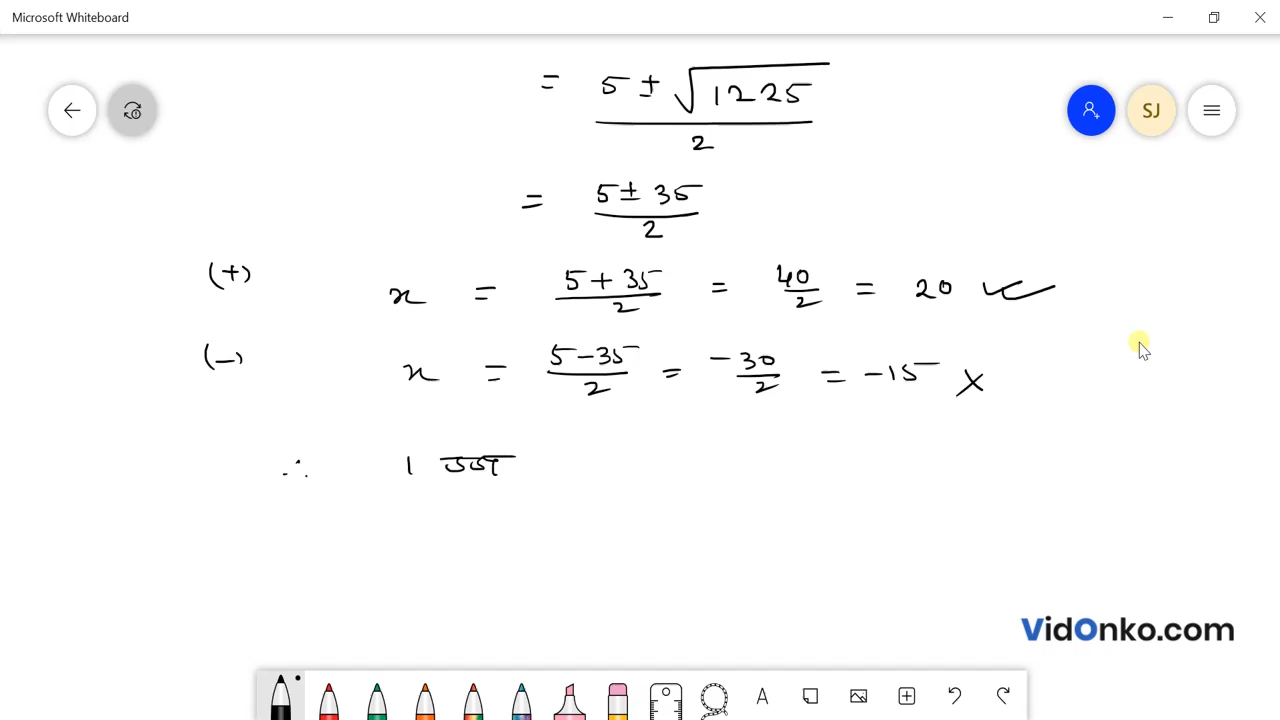 Microsoft Whiteboard
SJ
= (5 ± √1225)/2
= (5 ± 35)/2
(+) x = (5 + 35)/2 = 40/2 = 20 ✓
(−) x = (5 − 35)/2 = −30/2 = −15 ×
∴ 1
VidOnko.com
A